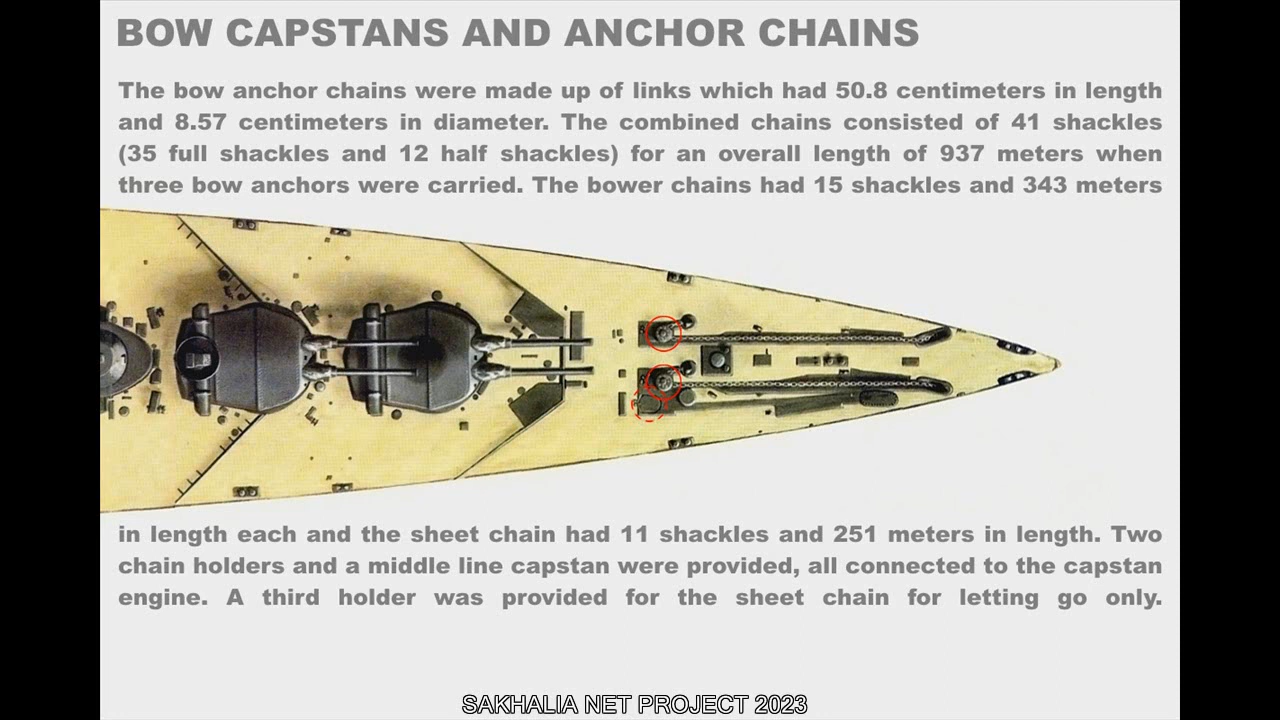 BOW CAPSTANS AND ANCHOR CHAINS
The bow anchor chains were made up of links which had 50.8 centimeters in length
and 8.57 centimeters in diameter. The combined chains consisted of 41 shackles
(35 full shackles and 12 half shackles) for an overall length of 937 meters when
three bow anchors were carried. The bower chains had 15 shackles and 343 meters
in length each and the sheet chain had 11 shackles and 251 meters in length. Two
chain holders and a middle line capstan were provided, all connected to the capstan
engine. A third holder was provided for the sheet chain for letting go only.
SAKHALIA NET PROJECT 2023